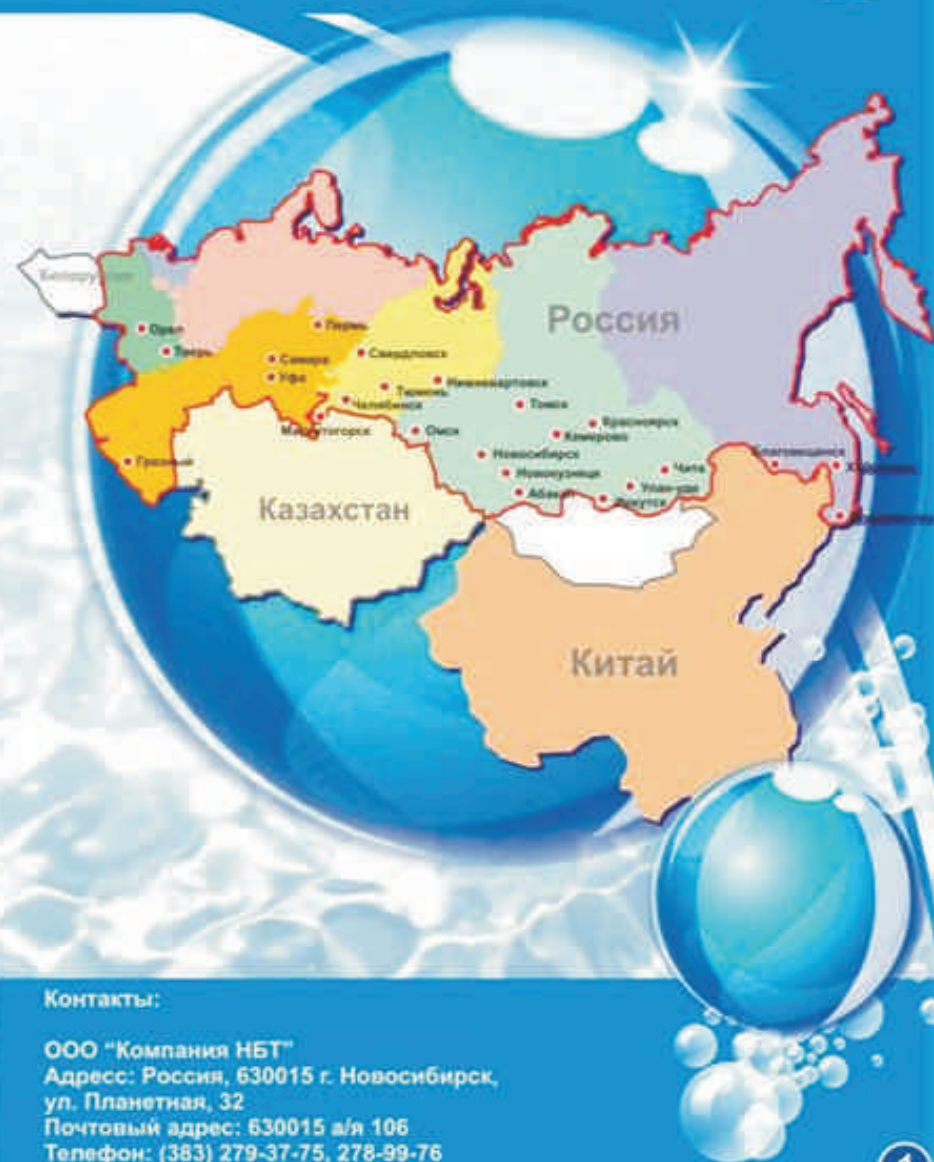 Россия
Орел
Пермь
Тверь
Самара
Свердловск
Уфа
Нижневартовск
Тюмень
Челябинск
Томск
Магнитогорск
Омск
Красноярск
Кемерово
Новосибирск
Благовещенск
Грозный
Новокузнецк
Чита
Абакан
Улан-удэ
Иркутск
Казахстан
Китай
Контакты:
ООО "Компания НБТ"
Адресс: Россия, 630015 г. Новосибирск,
ул. Планетная, 32
Почтовый адрес: 630015 а/я 106
Телефон: (383) 279-37-75, 278-99-76